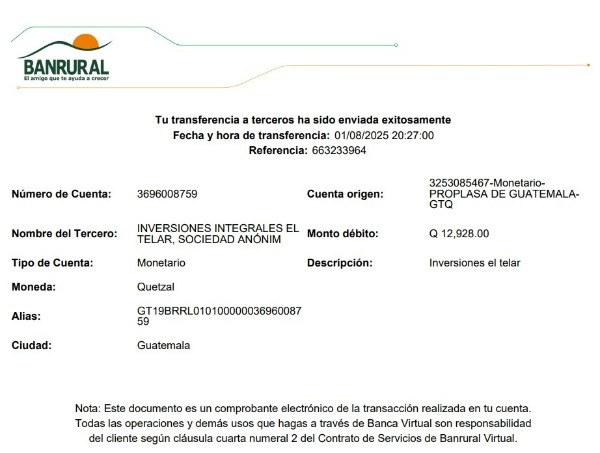 BANRURAL
El amigo que te ayuda a crecer
Tu transferencia a terceros ha sido enviada exitosamente
Fecha y hora de transferencia: 01/08/2025 20:27:00
Referencia: 663233964
Número de Cuenta: 3696008759
Cuenta origen: 3253085467-Monetario-
PROPLASA DE GUATEMALA-
GTQ
Nombre del Tercero: INVERSIONES INTEGRALES EL
TELAR, SOCIEDAD ANÓNIM
Monto débito: Q 12,928.00
Tipo de Cuenta: Monetario
Descripción: Inversiones el telar
Moneda: Quetzal
Alias: GT19BRRL01010000003696008​7
59
Ciudad: Guatemala
Nota: Este documento es un comprobante electrónico de la transacción realizada en tu cuenta.
Todas las operaciones y demás usos que hagas a través de Banca Virtual son responsabilidad
del cliente según cláusula cuarta numeral 2 del Contrato de Servicios de Banrural Virtual.